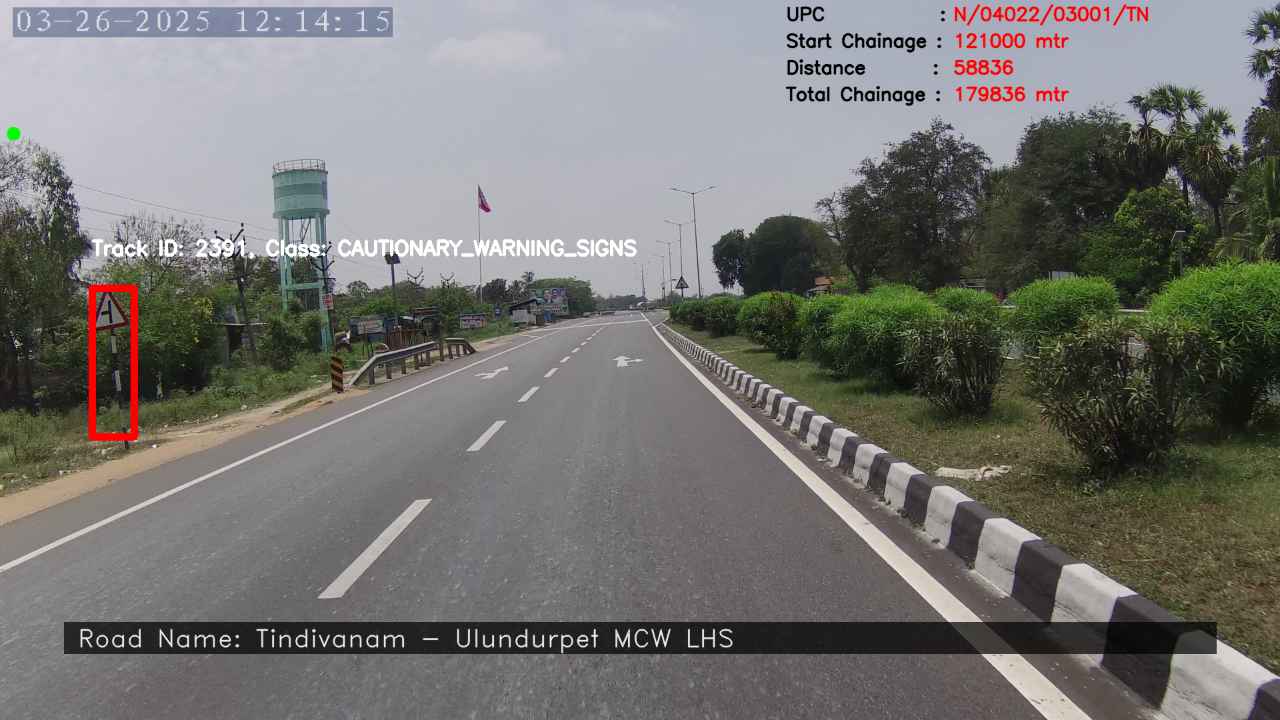 03-26-2025 12:14:15
UPC : N/04022/03001/TN
Start Chainage : 121000 mtr
Distance : 58836
Total Chainage : 179836 mtr
Track ID: 2391, Class: CAUTIONARY_WARNING_SIGNS
Road Name: Tindivanam - Ulundurpet MCW LHS